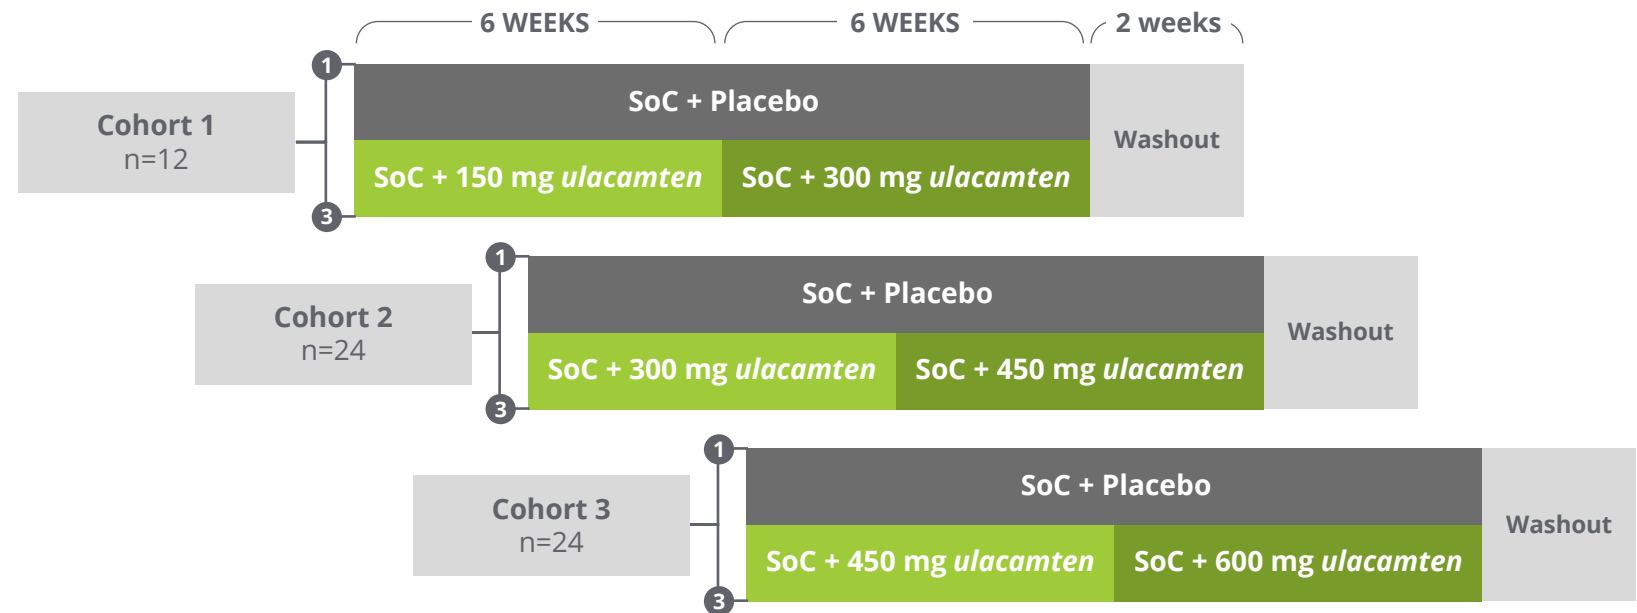 6 WEEKS 6 WEEKS 2 weeks
1
Cohort 1
n=12
3
SoC + Placebo
SoC + 150 mg ulacamten SoC + 300 mg ulacamten
Washout
1
Cohort 2
n=24
3
SoC + Placebo
SoC + 300 mg ulacamten SoC + 450 mg ulacamten
Washout
1
Cohort 3
n=24
3
SoC + Placebo
SoC + 450 mg ulacamten SoC + 600 mg ulacamten
Washout